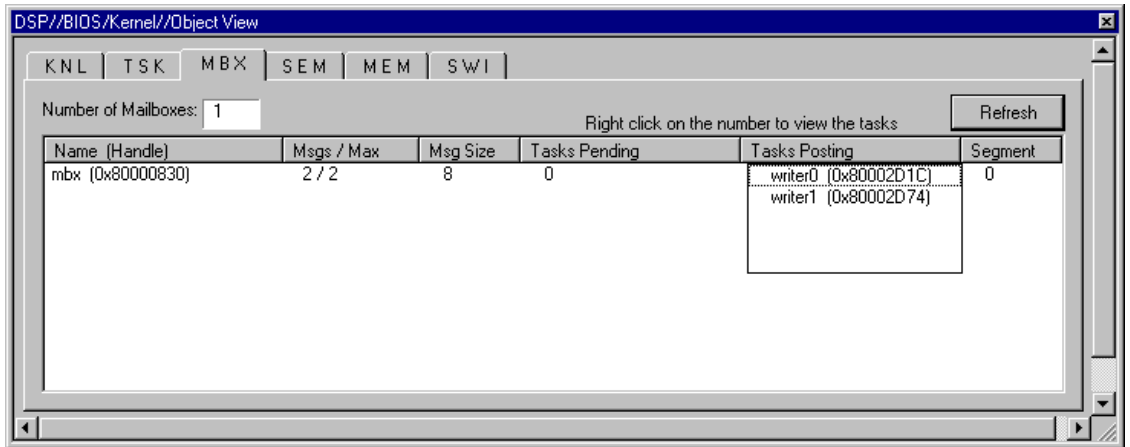 DSP//BIOS/Kernel//Object View
KNL TSK MBX SEM MEM SWI
Number of Mailboxes: 1
Right click on the number to view the tasks
Refresh
Name (Handle) Msgs / Max Msg Size Tasks Pending Tasks Posting Segment
mbx (0x80000830) 2 / 2 8 0 writer0 (0x80002D1C) 0
writer1 (0x80002D74)